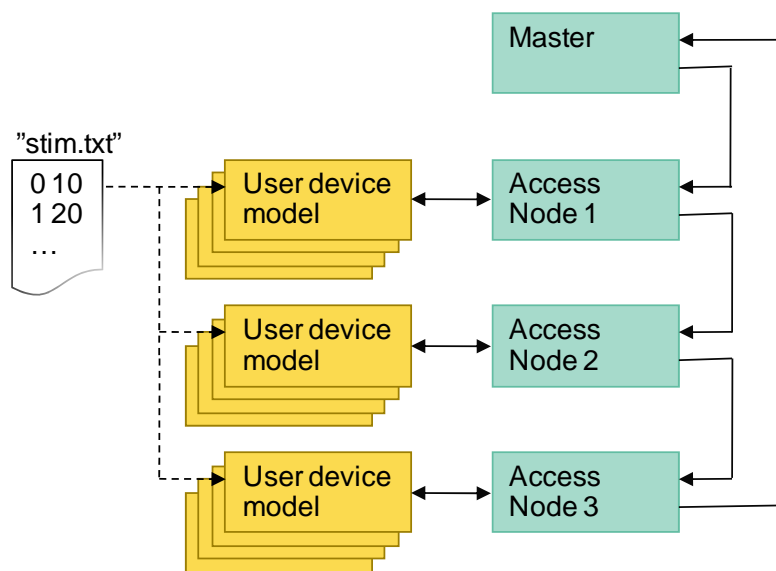 Master
”stim.txt”
0 10
1 20
…
User device
model
Access
Node 1
User device
model
Access
Node 2
User device
model
Access
Node 3